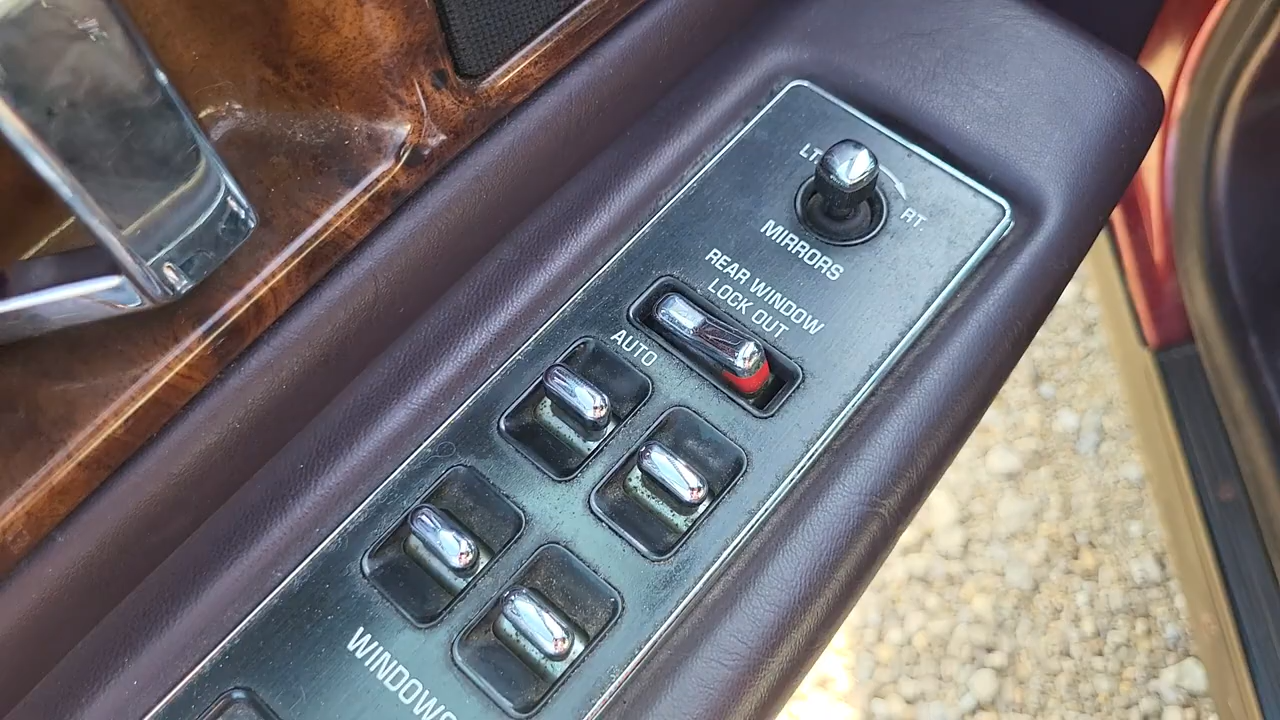 LT.
RT.
MIRRORS
REAR WINDOW
LOCK OUT
AUTO
WINDOWS